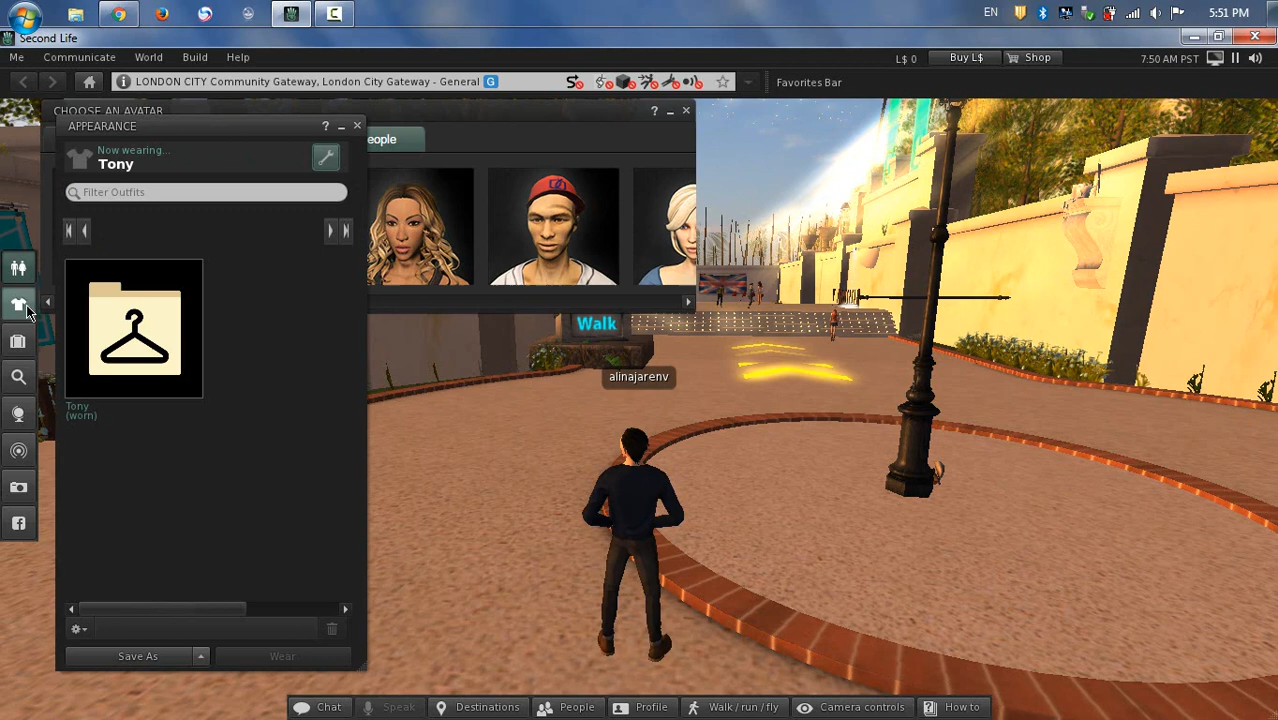 EN
5:51 PM
Second Life
Me Communicate World Build Help
L$ 0 Buy L$ Shop 7:50 AM PST
LONDON CITY Community Gateway, London City Gateway - General G
Favorites Bar
CHOOSE AN AVATAR
eople
APPEARANCE
Now wearing...
Tony
Filter Outfits
Tony
(worn)
Walk
alinajarenv
Save As Wear
Chat Speak Destinations People Profile Walk / run / fly Camera controls How to